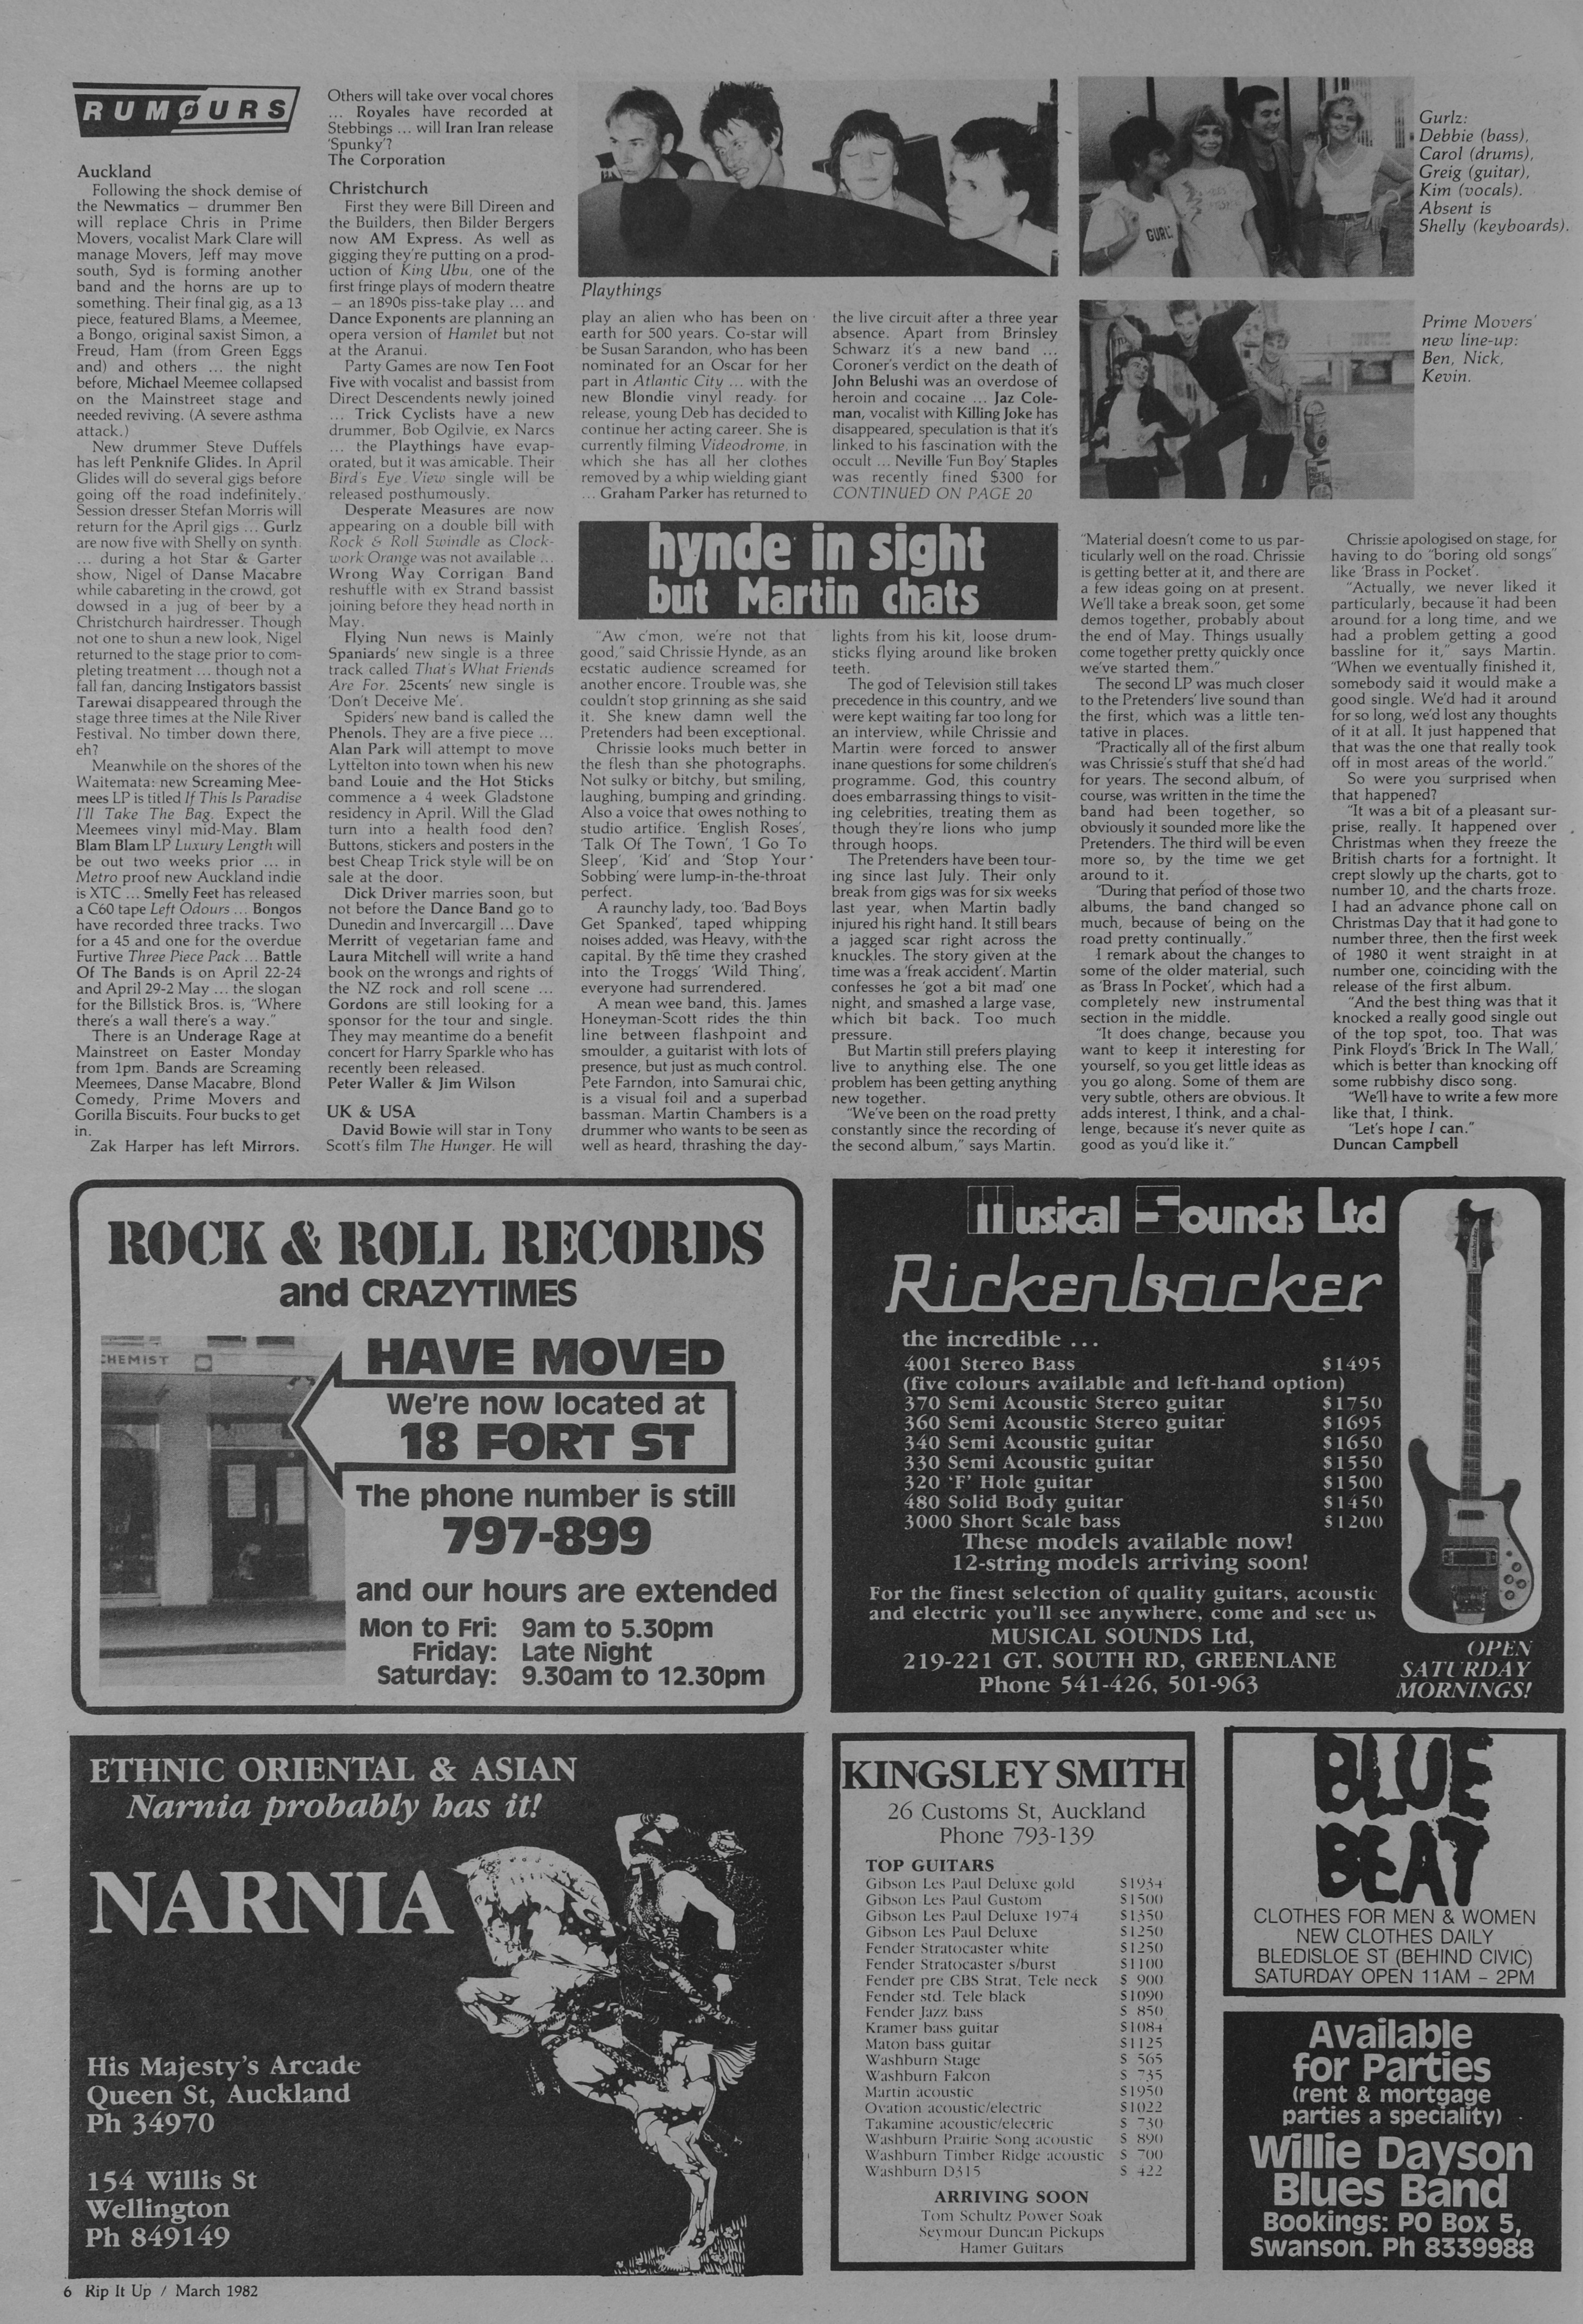 RUMOURS
Auckland
Following the shock demise of
the Newmatics — drummer Ben
will replace Chris in Prime
Movers, vocalist Mark Clare will
manage Movers, Jeff may move
south, Syd is forming another
band and the horns are up to
something. Their final gig, as a 13
piece, featured Blams, a Meemee,
a Bongo, original saxist Simon, a
Freud, Ham (from Green Eggs
and) and others ... the night
before, Michael Meemee collapsed
on the Mainstreet stage and
needed reviving. (A severe asthma
attack.)
New drummer Steve Duffels
has left Penknife Glides. In April
Glides will do several gigs before
going off the road indefinitely.
Session dresser Stefan Morris will
return for the April gigs ... Gurlz
are now five with Shelly on synth.
... during a hot Star & Garter
show, Nigel of Danse Macabre
while cabareting in the crowd, got
dowsed in a jug of beer by a
Christchurch hairdresser. Though
not one to shun a new look, Nigel
returned to the stage prior to com-
pleting treatment ... though not a
fall fan, dancing Instigators bassist
Tarewai disappeared through the
stage three times at the Nile River
Festival. No timber down there,
eh?
Meanwhile on the shores of the
Waitemata: new Screaming Mee-
mees LP is titled If This Is Paradise
I'll Take The Bag. Expect the
Meemees vinyl mid-May. Blam
Blam Blam LP Luxury Length will
be out two weeks prior ... in
Metro proof new Auckland indie
is XTC ... Smelly Feet has released
a C60 tape Left Odours ... Bongos
have recorded three tracks. Two
for a 45 and one for the overdue
Furtive Three Piece Pack ... Battle
Of The Bands is on April 22-24
and April 29-2 May ... the slogan
for the Billstick Bros. is, "Where
there's a wall there's a way."
There is an Underage Rage at
Mainstreet on Easter Monday
from 1pm. Bands are Screaming
Meemees, Danse Macabre, Blond
Comedy, Prime Movers and
Gorilla Biscuits. Four bucks to get
in.
Zak Harper has left Mirrors.
Others will take over vocal chores
... Royales have recorded at
Stebbings ... will Iran Iran release
'Spunky'?
The Corporation
Christchurch
First they were Bill Direen and
the Builders, then Bilder Bergers
now AM Express. As well as
gigging they're putting on a prod-
uction of King Ubu, one of the
first fringe plays of modern theatre
— an 1890s piss-take play ... and
Dance Exponents are planning an
opera version of Hamlet but not
at the Aranui.
Party Games are now Ten Foot
Five with vocalist and bassist from
Direct Descendents newly joined
... Trick Cyclists have a new
drummer, Bob Ogilvie, ex Narcs
... the Playthings have evap-
orated, but it was amicable. Their
Bird's Eye View single will be
released posthumously.
Desperate Measures are now
appearing on a double bill with
Rock & Roll Swindle as Clock-
work Orange was not available ...
Wrong Way Corrigan Band
reshuffle with ex Strand bassist
joining before they head north in
May.
Flying Nun news is Mainly
Spaniards' new single is a three
track called That's What Friends
Are For. 25cents' new single is
'Don't Deceive Me'.
Spiders' new band is called the
Phenols. They are a five piece ...
Alan Park will attempt to move
Lyttelton into town when his new
band Louie and the Hot Sticks
commence a 4 week Gladstone
residency in April. Will the Glad
turn into a health food den?
Buttons, stickers and posters in the
best Cheap Trick style will be on
sale at the door.
Dick Driver marries soon, but
not before the Dance Band go to
Dunedin and Invercargill ... Dave
Merritt of vegetarian fame and
Laura Mitchell will write a hand
book on the wrongs and rights of
the NZ rock and roll scene ...
Gordons are still looking for a
sponsor for the tour and single.
They may meantime do a benefit
concert for Harry Sparkle who has
recently been released.
Peter Waller & Jim Wilson
UK & USA
David Bowie will star in Tony
Scott's film The Hunger. He will
Playthings
play an alien who has been on
earth for 500 years. Co-star will
be Susan Sarandon, who has been
nominated for an Oscar for her
part in Atlantic City ... with the
new Blondie vinyl ready for
release, young Deb has decided to
continue her acting career. She is
currently filming Videodrome, in
which she has all her clothes
removed by a whip wielding giant
... Graham Parker has returned to
the live circuit after a three year
absence. Apart from Brinsley
Schwarz it's a new band ...
Coroner's verdict on the death of
John Belushi was an overdose of
heroin and cocaine ... Jaz Cole-
man, vocalist with Killing Joke has
disappeared, speculation is that it's
linked to his fascination with the
occult ... Neville 'Fun Boy' Staples
was recently fined $300 for
CONTINUED ON PAGE 20
GURL
Gurlz:
Debbie (bass),
Carol (drums),
Greig (guitar),
Kim (vocals).
Absent is
Shelly (keyboards).
Prime Movers'
new line-up:
Ben, Nick,
Kevin.
hynde in sight
but Martin chats
"Aw c'mon, we're not that
good," said Chrissie Hynde, as an
ecstatic audience screamed for
another encore. Trouble was, she
couldn't stop grinning as she said
it. She knew damn well the
Pretenders had been exceptional.
Chrissie looks much better in
the flesh than she photographs.
Not sulky or bitchy, but smiling,
laughing, bumping and grinding.
Also a voice that owes nothing to
studio artifice. 'English Roses',
'Talk Of The Town', 'I Go To
Sleep', 'Kid' and 'Stop Your
Sobbing' were lump-in-the-throat
perfect.
A raunchy lady, too. 'Bad Boys
Get Spanked', taped whipping
noises added, was Heavy, with the
capital. By the time they crashed
into the Troggs' 'Wild Thing',
everyone had surrendered.
A mean wee band, this. James
Honeyman-Scott rides the thin
line between flashpoint and
smoulder, a guitarist with lots of
presence, but just as much control.
Pete Farndon, into Samurai chic,
is a visual foil and a superbad
bassman. Martin Chambers is a
drummer who wants to be seen as
well as heard, thrashing the day-
lights from his kit, loose drum-
sticks flying around like broken
teeth.
The god of Television still takes
precedence in this country, and we
were kept waiting far too long for
an interview, while Chrissie and
Martin were forced to answer
inane questions for some children's
programme. God, this country
does embarrassing things to visit-
ing celebrities, treating them as
though they're lions who jump
through hoops.
The Pretenders have been tour-
ing since last July. Their only
break from gigs was for six weeks
last year, when Martin badly
injured his right hand. It still bears
a jagged scar right across the
knuckles. The story given at the
time was a 'freak accident'. Martin
confesses he 'got a bit mad' one
night, and smashed a large vase,
which bit back. Too much
pressure.
But Martin still prefers playing
live to anything else. The one
problem has been getting anything
new together.
"We've been on the road pretty
constantly since the recording of
the second album," says Martin.
"Material doesn't come to us par-
ticularly well on the road. Chrissie
is getting better at it, and there are
a few ideas going on at present.
We'll take a break soon, get some
demos together, probably about
the end of May. Things usually
come together pretty quickly once
we've started them."
The second LP was much closer
to the Pretenders' live sound than
the first, which was a little ten-
tative in places.
"Practically all of the first album
was Chrissie's stuff that she'd had
for years. The second album, of
course, was written in the time the
band had been together, so
obviously it sounded more like the
Pretenders. The third will be even
more so, by the time we get
around to it.
"During that period of those two
albums, the band changed so
much, because of being on the
road pretty continually."
I remark about the changes to
some of the older material, such
as 'Brass In Pocket', which had a
completely new instrumental
section in the middle.
"It does change, because you
want to keep it interesting for
yourself, so you get little ideas as
you go along. Some of them are
very subtle, others are obvious. It
adds interest, I think, and a chal-
lenge, because it's never quite as
good as you'd like it."
Chrissie apologised on stage, for
having to do "boring old songs"
like 'Brass in Pocket'.
"Actually, we never liked it
particularly, because it had been
around for a long time, and we
had a problem getting a good
bassline for it," says Martin.
"When we eventually finished it,
somebody said it would make a
good single. We'd had it around
for so long, we'd lost any thoughts
of it at all. It just happened that
that was the one that really took
off in most areas of the world."
So were you surprised when
that happened?
"It was a bit of a pleasant sur-
prise, really. It happened over
Christmas when they freeze the
British charts for a fortnight. It
crept slowly up the charts, got to
number 10, and the charts froze.
I had an advance phone call on
Christmas Day that it had gone to
number three, then the first week
of 1980 it went straight in at
number one, coinciding with the
release of the first album.
"And the best thing was that it
knocked a really good single out
of the top spot, too. That was
Pink Floyd's 'Brick In The Wall,'
which is better than knocking off
some rubbishy disco song.
"We'll have to write a few more
like that, I think.
"Let's hope I can."
Duncan Campbell
ROCK & ROLL RECORDS
and CRAZYTIMES
CHEMIST
HAVE MOVED
We're now located at
18 FORT ST
The phone number is still
797-899
and our hours are extended
Mon to Fri: 9am to 5.30pm
Friday: Late Night
Saturday: 9.30am to 12.30pm
Musical Sounds Ltd
Rickenbacker
the incredible ...
4001 Stereo Bass $1495
(five colours available and left-hand option)
370 Semi Acoustic Stereo guitar $1750
360 Semi Acoustic Stereo guitar $1695
340 Semi Acoustic guitar $1650
330 Semi Acoustic guitar $1550
320 'F' Hole guitar $1500
480 Solid Body guitar $1450
3000 Short Scale bass $1200
These models available now!
12-string models arriving soon!
For the finest selection of quality guitars, acoustic
and electric you'll see anywhere, come and see us
MUSICAL SOUNDS Ltd,
219-221 GT. SOUTH RD, GREENLANE
Phone 541-426, 501-963
OPEN
SATURDAY
MORNINGS!
ETHNIC ORIENTAL & ASIAN
Narnia probably has it!
NARNIA
His Majesty's Arcade
Queen St, Auckland
Ph 34970
154 Willis St
Wellington
Ph 849149
KINGSLEY SMITH
26 Customs St, Auckland
Phone 793-139
TOP GUITARS
Gibson Les Paul Deluxe gold $1934
Gibson Les Paul Custom $1500
Gibson Les Paul Deluxe 1974 $1350
Gibson Les Paul Deluxe $1250
Fender Stratocaster white $1250
Fender Stratocaster s/burst $1100
Fender pre CBS Strat. Tele neck $ 900
Fender std. Tele black $1090
Fender Jazz bass $ 850
Kramer bass guitar $1084
Maton bass guitar $1125
Washburn Stage $ 565
Washburn Falcon $ 735
Martin acoustic $1950
Ovation acoustic/electric $1022
Takamine acoustic/electric $ 730
Washburn Prairie Song acoustic $ 890
Washburn Timber Ridge acoustic $ 700
Washburn D315 $ 422
ARRIVING SOON
Tom Schultz Power Soak
Seymour Duncan Pickups
Hamer Guitars
BLUE
BEAT
CLOTHES FOR MEN & WOMEN
NEW CLOTHES DAILY
BLEDISLOE ST (BEHIND CIVIC)
SATURDAY OPEN 11AM – 2PM
Available
for Parties
(rent & mortgage
parties a speciality)
Willie Dayson
Blues Band
Bookings: PO Box 5,
Swanson. Ph 8339988
6 Rip It Up / March 1982